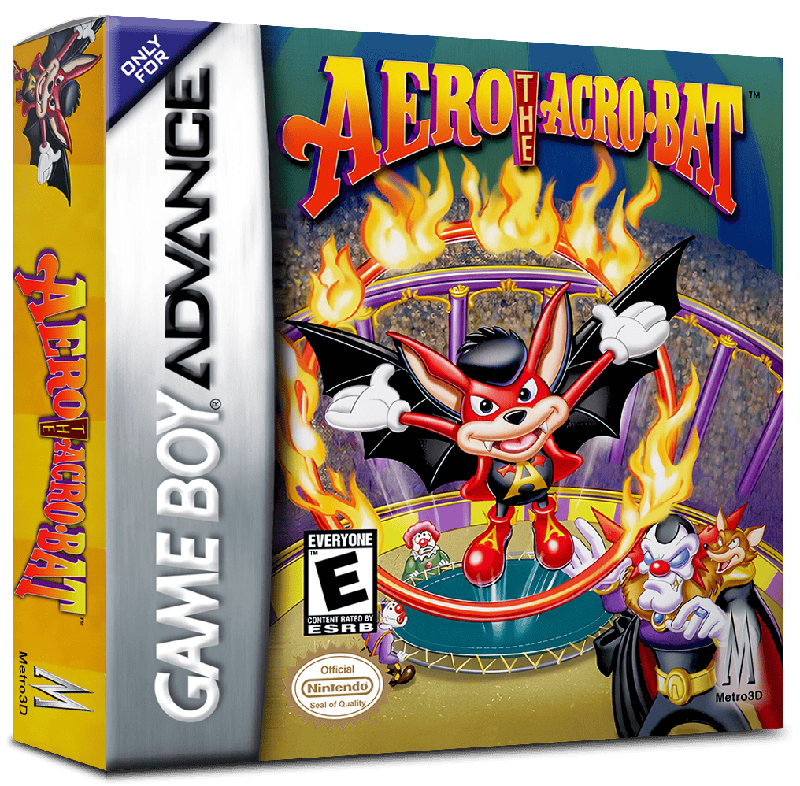 AERO THE ACRO·BAT
M
Metro3D
ONLY
FOR
GAME BOY ADVANCE
®
AERO THE ACRO·BAT™
A
EVERYONE
™
E
CONTENT RATED BY
ESRB
Official
Nintendo
Seal of Quality
M
Metro3D